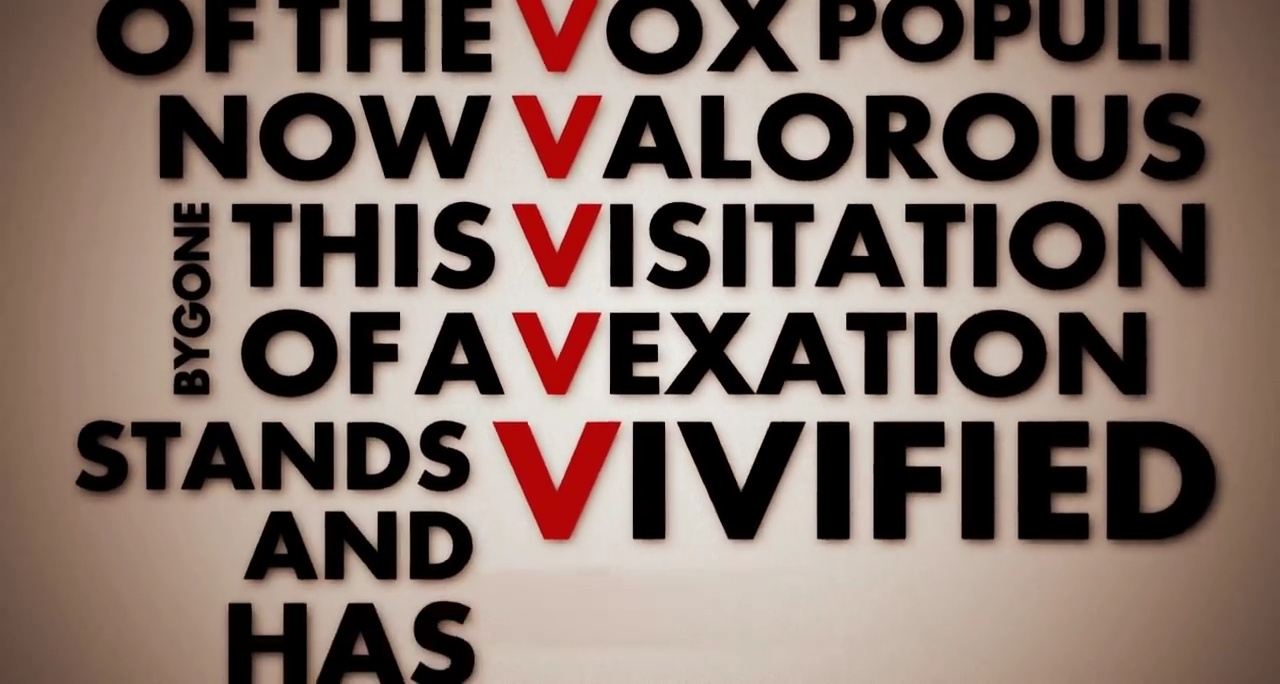 OF THE VOX POPULI
NOW VALOROUS
THIS VISITATION
BYGONE
OF A VEXATION
STANDS VIVIFIED
AND
HAS